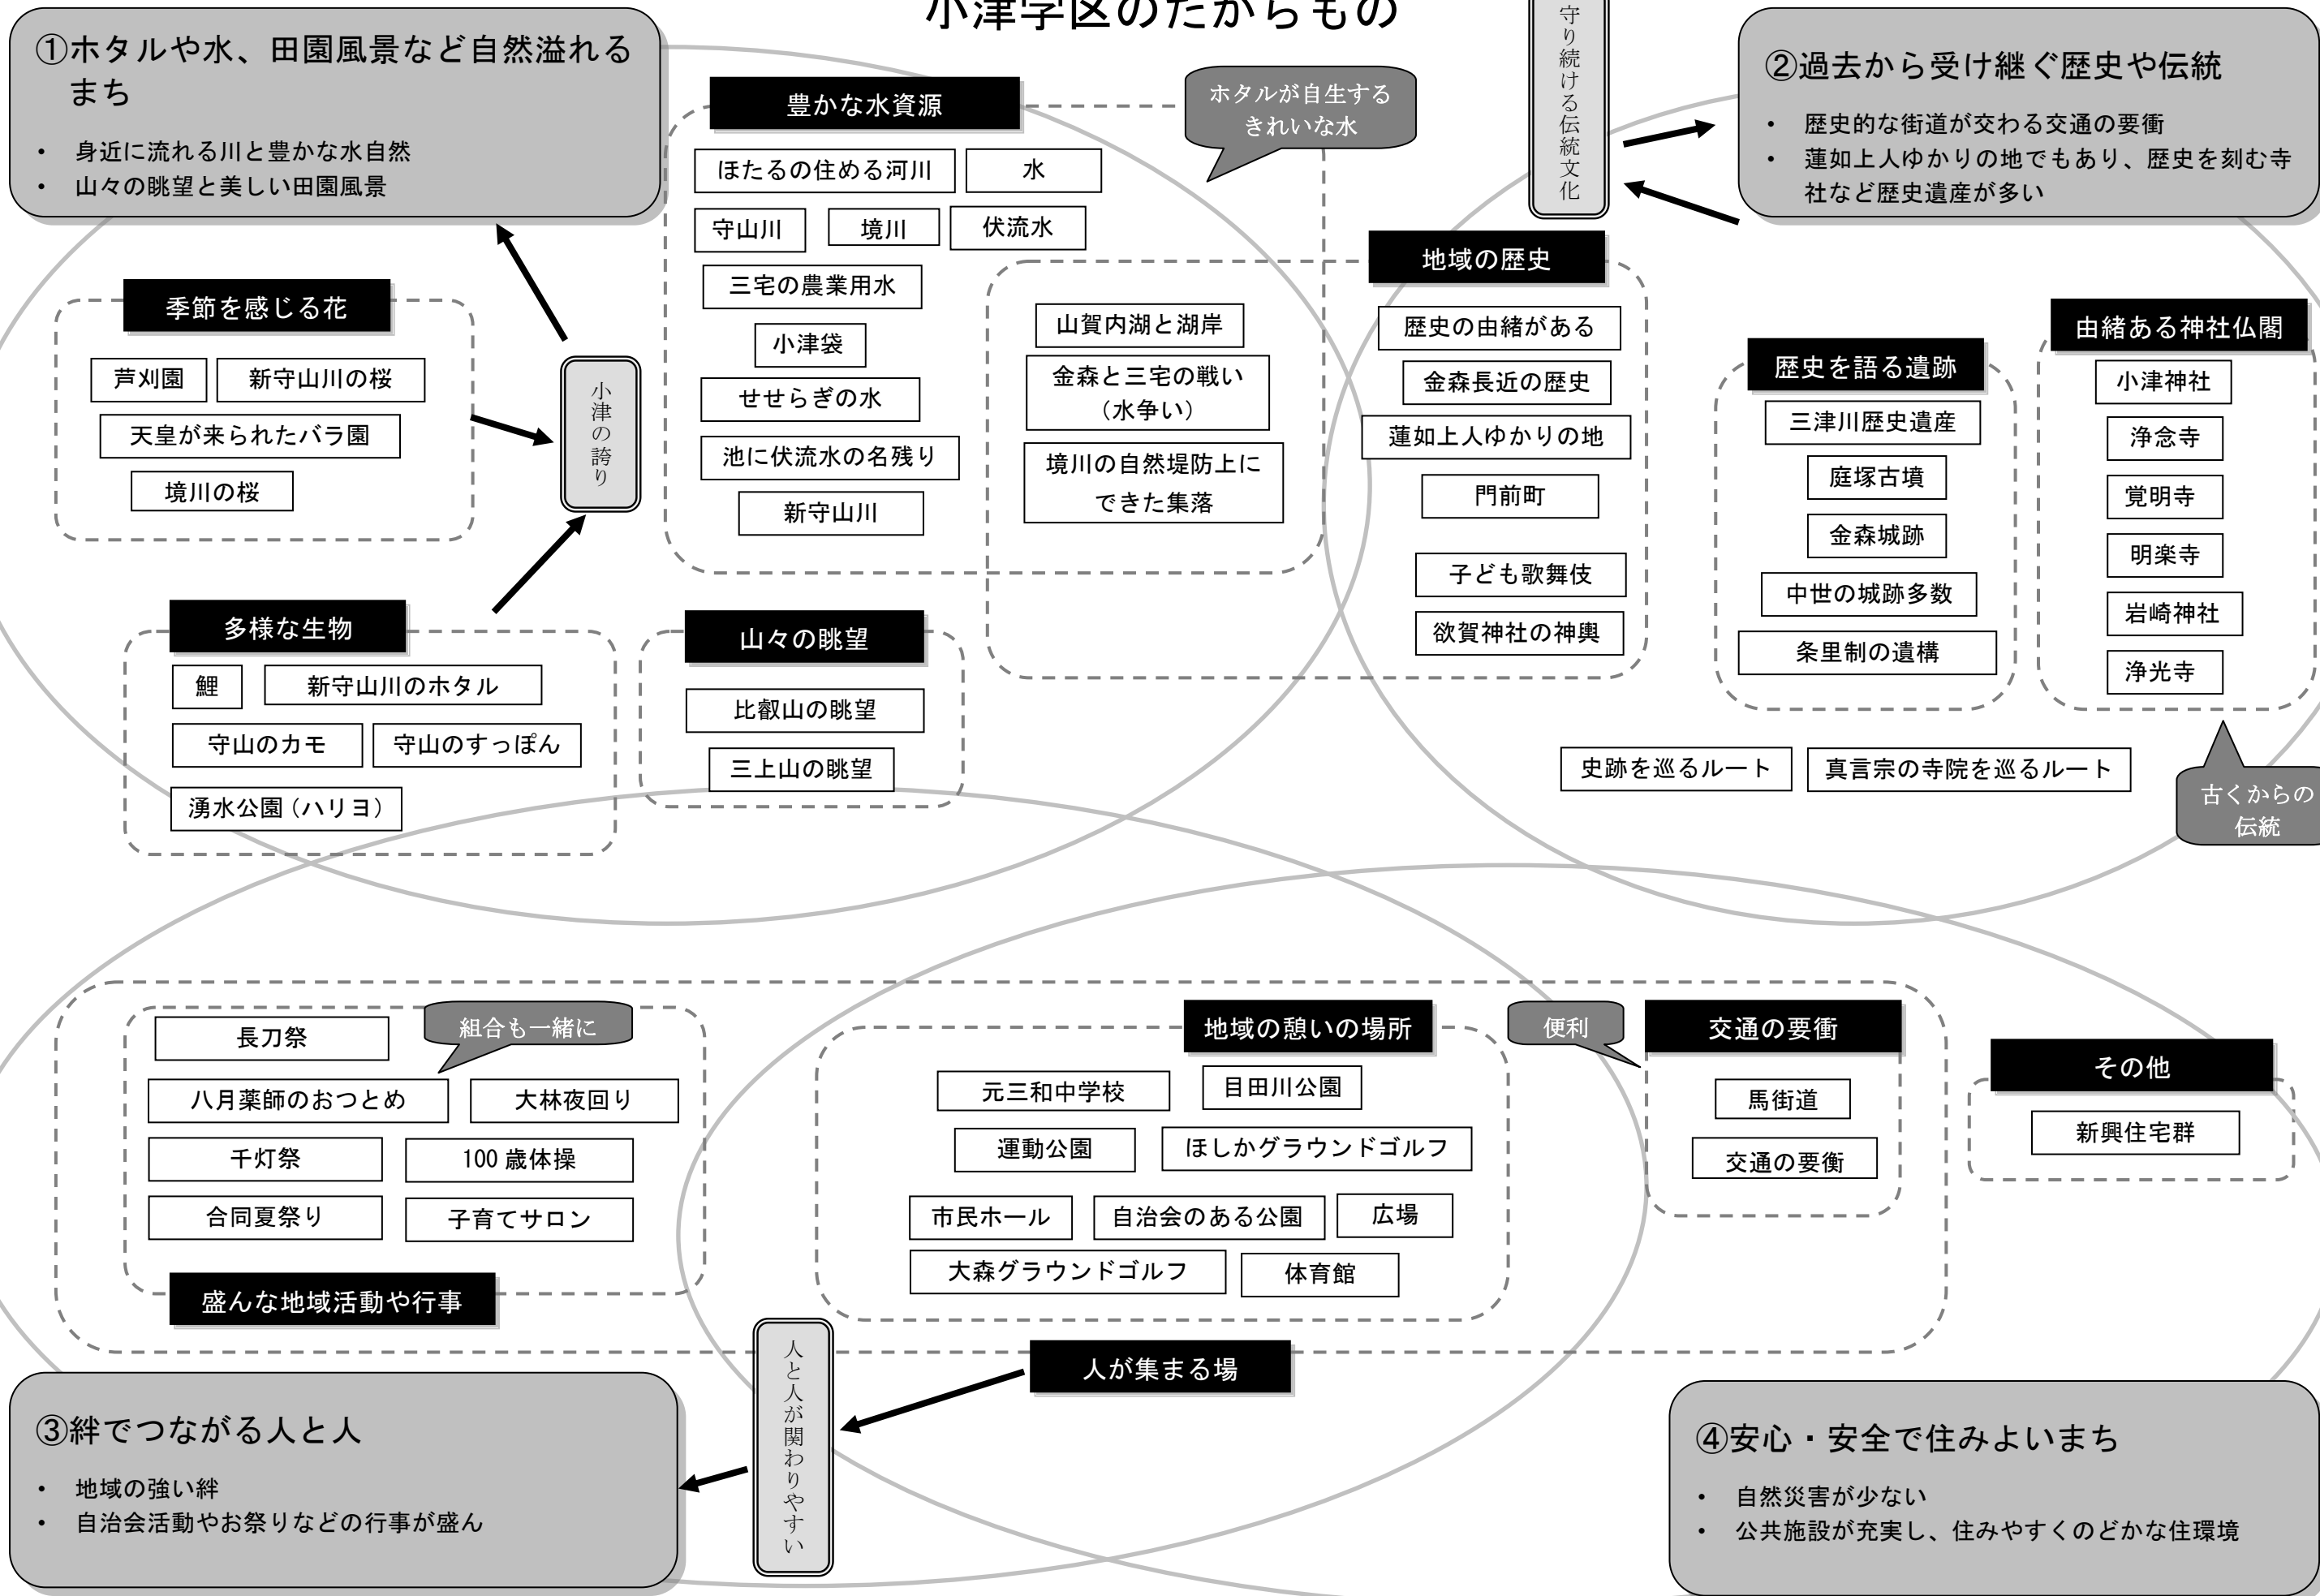 小津学区のたからもの
①ホタルや水、田園風景など自然溢れる
まち
• 身近に流れる川と豊かな水自然
• 山々の眺望と美しい田園風景
守り続ける伝統文化
②過去から受け継ぐ歴史や伝統
• 歴史的な街道が交わる交通の要衝
• 蓮如上人ゆかりの地でもあり、歴史を刻む寺
社など歴史遺産が多い
豊かな水資源
ホタルが自生する
きれいな水
ほたるの住める河川
水
守山川
境川
伏流水
三宅の農業用水
小津袋
せせらぎの水
池に伏流水の名残り
新守山川
季節を感じる花
芦刈園
新守山川の桜
天皇が来られたバラ園
境川の桜
小津の誇り
山賀内湖と湖岸
金森と三宅の戦い
（水争い）
境川の自然堤防上に
できた集落
地域の歴史
歴史の由緒がある
金森長近の歴史
蓮如上人ゆかりの地
門前町
子ども歌舞伎
欲賀神社の神輿
歴史を語る遺跡
三津川歴史遺産
庭塚古墳
金森城跡
中世の城跡多数
条里制の遺構
由緒ある神社仏閣
小津神社
浄念寺
覚明寺
明楽寺
岩崎神社
浄光寺
多様な生物
鯉
新守山川のホタル
守山のカモ
守山のすっぽん
湧水公園（ハリヨ）
山々の眺望
比叡山の眺望
三上山の眺望
史跡を巡るルート
真言宗の寺院を巡るルート
古くからの
伝統
長刀祭
組合も一緒に
八月薬師のおつとめ
大林夜回り
千灯祭
100 歳体操
合同夏祭り
子育てサロン
盛んな地域活動や行事
地域の憩いの場所
元三和中学校
目田川公園
運動公園
ほしかグラウンドゴルフ
市民ホール
自治会のある公園
広場
大森グラウンドゴルフ
体育館
便利
交通の要衝
馬街道
交通の要衝
その他
新興住宅群
人が集まる場
人と人が関わりやすい
③絆でつながる人と人
• 地域の強い絆
• 自治会活動やお祭りなどの行事が盛ん
④安心・安全で住みよいまち
• 自然災害が少ない
• 公共施設が充実し、住みやすくのどかな住環境